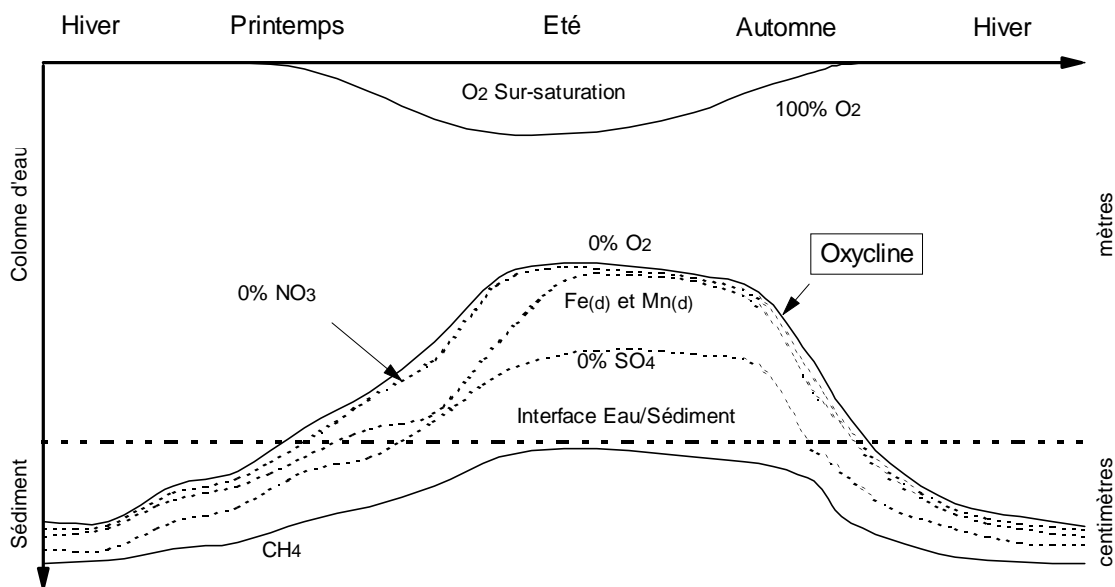 Hiver Printemps Eté Automne Hiver
O2 Sur-saturation
100% O2
Colonne d'eau
mètres
0% O2
Oxycline
0% NO3
Fe(d) et Mn(d)
0% SO4
Interface Eau/Sédiment
Sédiment
centimètres
CH4